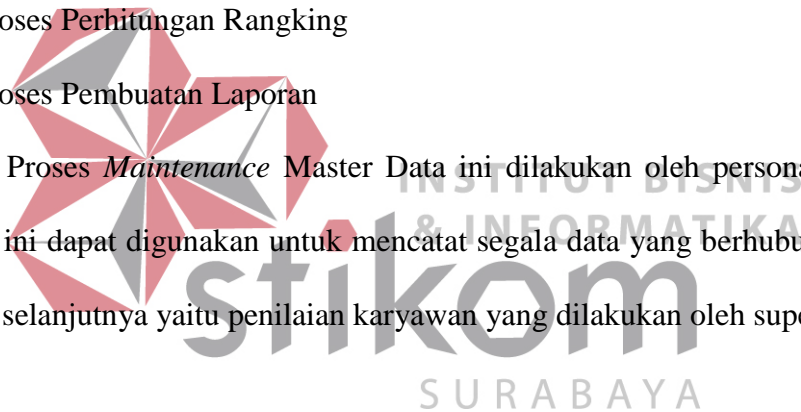 oses Perhitungan Rangking
oses Pembuatan Laporan
Proses Maintenance Master Data ini dilakukan oleh persona
INSTITUT BISNIS
ini dapat digunakan untuk mencatat segala data yang berhubu
& INFORMATIKA
selanjutnya yaitu penilaian karyawan yang dilakukan oleh supe
stikom
SURABAYA